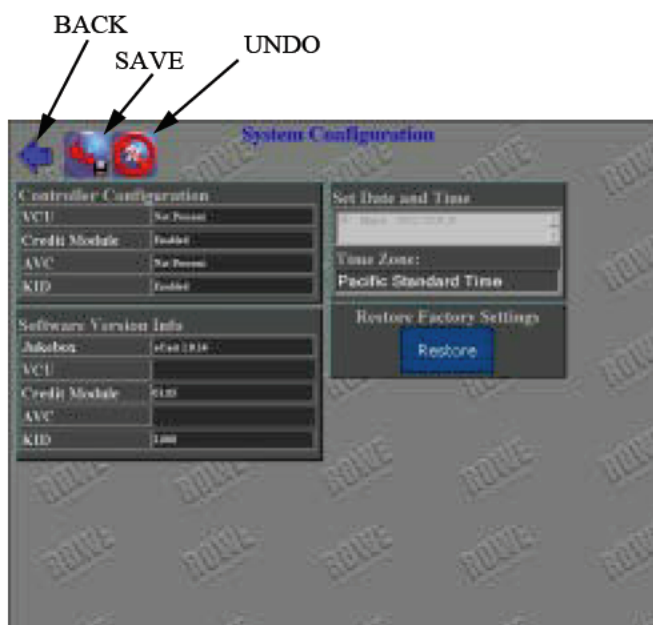 BACK
SAVE
UNDO
System Configuration
Controller Configuration
VCU Not Present
Credit Module Enabled
AVC Not Present
KID Enabled
Set Date and Time
Time Zone:
Pacific Standard Time
Software Version Info
Jukebox
VCU
Credit Module
AVC
KID
Restore Factory Settings
Restore
ROWE